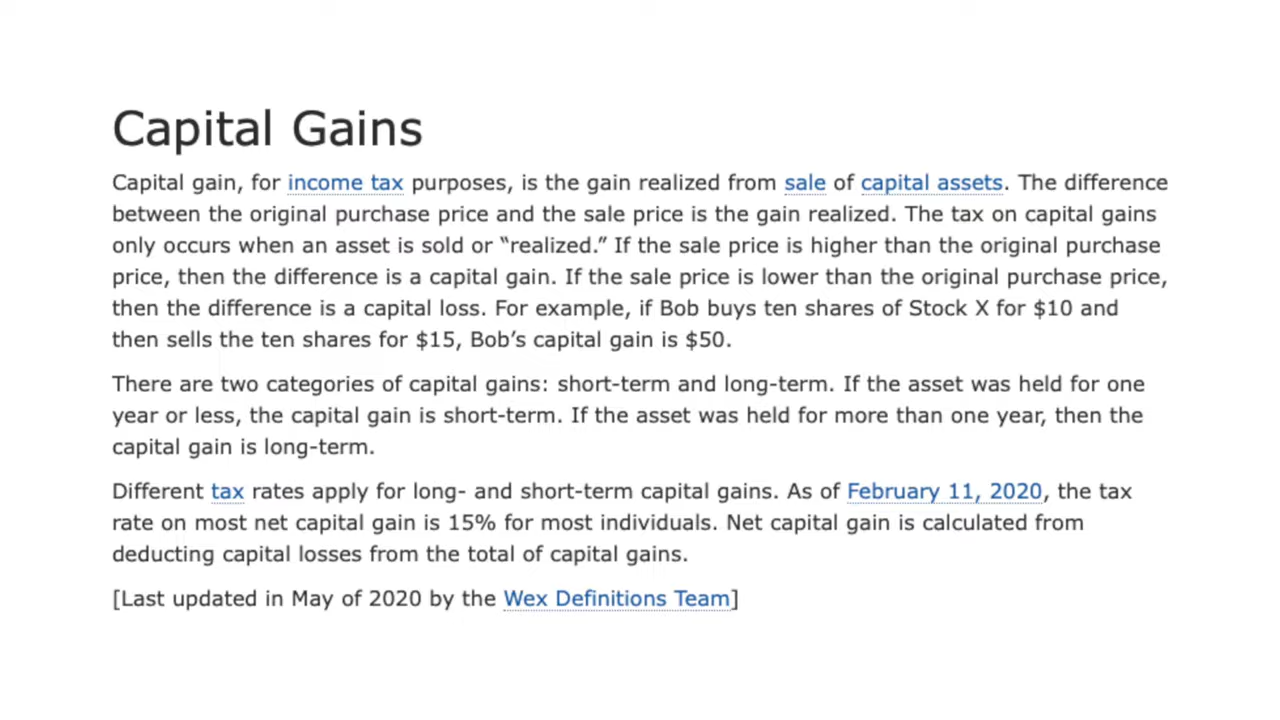 Capital Gains
Capital gain, for income tax purposes, is the gain realized from sale of capital assets. The difference
between the original purchase price and the sale price is the gain realized. The tax on capital gains
only occurs when an asset is sold or “realized.” If the sale price is higher than the original purchase
price, then the difference is a capital gain. If the sale price is lower than the original purchase price,
then the difference is a capital loss. For example, if Bob buys ten shares of Stock X for $10 and
then sells the ten shares for $15, Bob’s capital gain is $50.
There are two categories of capital gains: short-term and long-term. If the asset was held for one
year or less, the capital gain is short-term. If the asset was held for more than one year, then the
capital gain is long-term.
Different tax rates apply for long- and short-term capital gains. As of February 11, 2020, the tax
rate on most net capital gain is 15% for most individuals. Net capital gain is calculated from
deducting capital losses from the total of capital gains.
[Last updated in May of 2020 by the Wex Definitions Team]